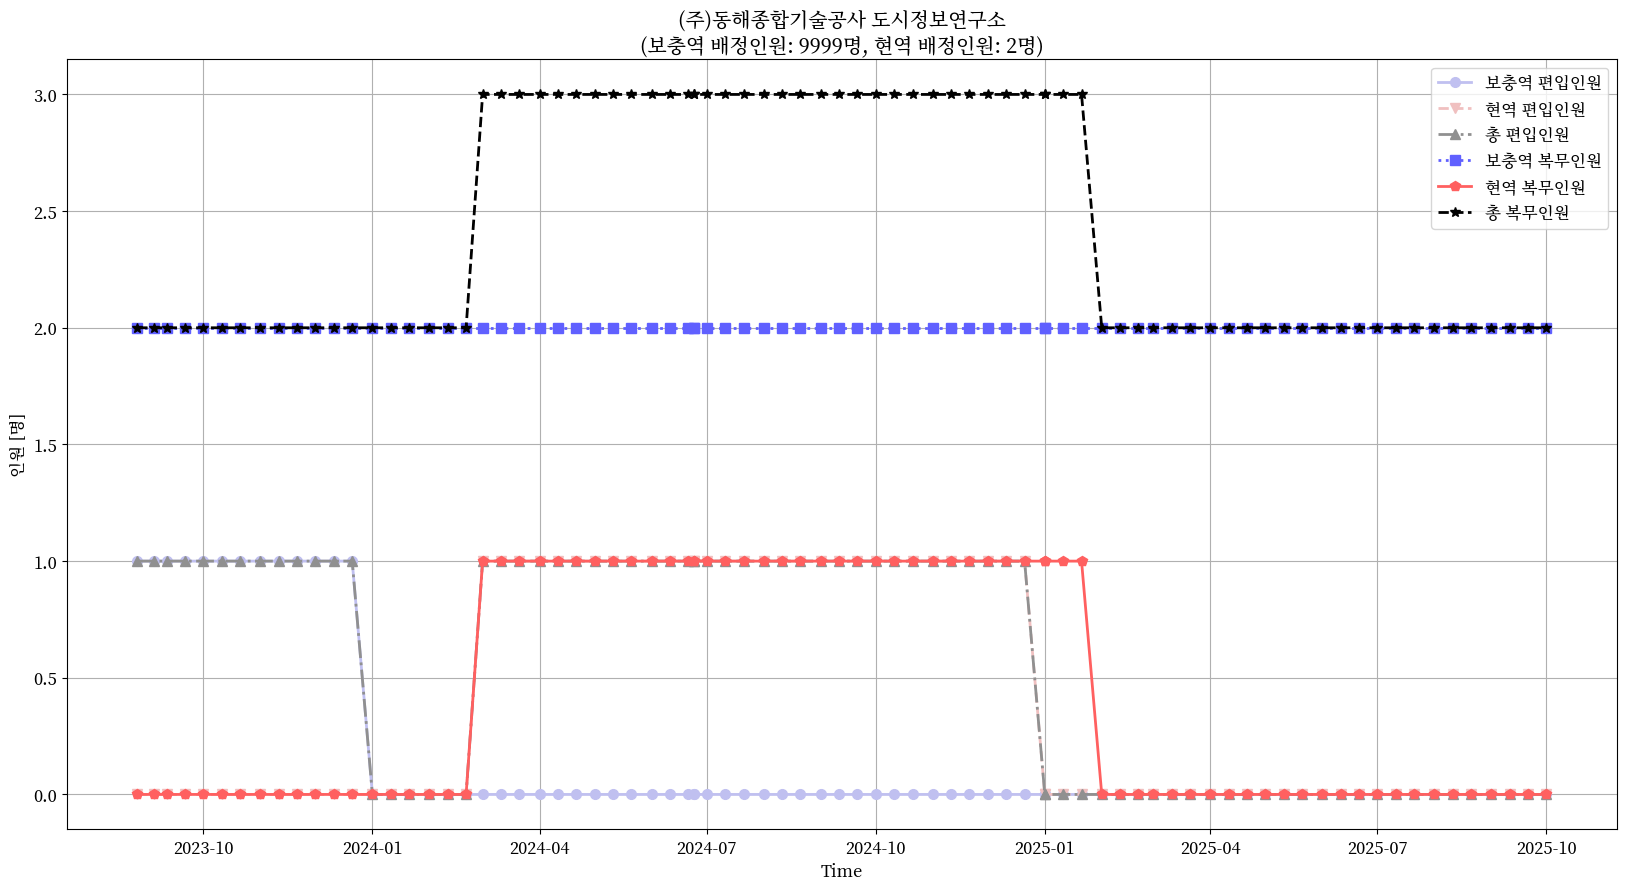 (주)동해종합기술공사 도시정보연구소
(보충역 배정인원: 9999명, 현역 배정인원: 2명)
보충역 편입인원
현역 편입인원
총 편입인원
보충역 복무인원
현역 복무인원
총 복무인원
인원 [명]
3.0
2.5
2.0
1.5
1.0
0.5
0.0
2023-10
2024-01
2024-04
2024-07
2024-10
2025-01
2025-04
2025-07
2025-10
Time